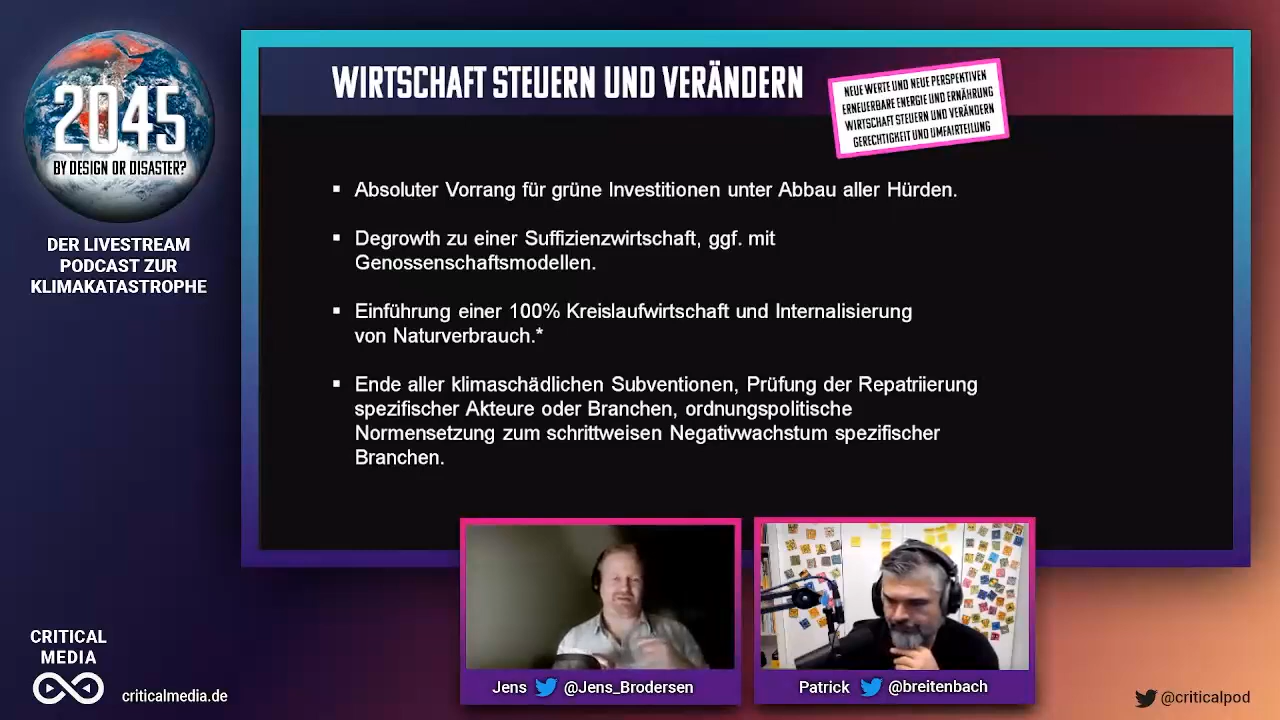 2045
BY DESIGN OR DISASTER?
DER LIVESTREAM
PODCAST ZUR
KLIMAKATASTROPHE
WIRTSCHAFT STEUERN UND VERÄNDERN
NEUE WERTE UND NEUE PERSPEKTIVEN
ERNEUERBARE ENERGIE UND ERNÄHRUNG
WIRTSCHAFT STEUERN UND VERÄNDERN
GERECHTIGKEIT UND UMFAIRTEILUNG
▪ Absoluter Vorrang für grüne Investitionen unter Abbau aller Hürden.
▪ Degrowth zu einer Suffizienzwirtschaft, ggf. mit
Genossenschaftsmodellen.
▪ Einführung einer 100% Kreislaufwirtschaft und Internalisierung
von Naturverbrauch.*
▪ Ende aller klimaschädlichen Subventionen, Prüfung der Repatriierung
spezifischer Akteure oder Branchen, ordnungspolitische
Normensetzung zum schrittweisen Negativwachstum spezifischer
Branchen.
Jens @Jens_Brodersen
Patrick @breitenbach
CRITICAL
MEDIA
criticalmedia.de
@criticalpod